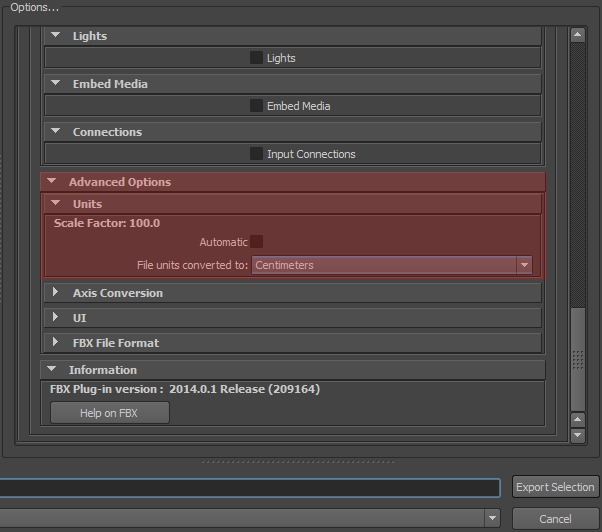 Options...
Lights
Lights
Embed Media
Embed Media
Connections
Input Connections
Advanced Options
Units
Scale Factor: 100.0
Automatic
File units converted to: Centimeters
Axis Conversion
UI
FBX File Format
Information
FBX Plug-in version : 2014.0.1 Release (209164)
Help on FBX
Export Selection
Cancel